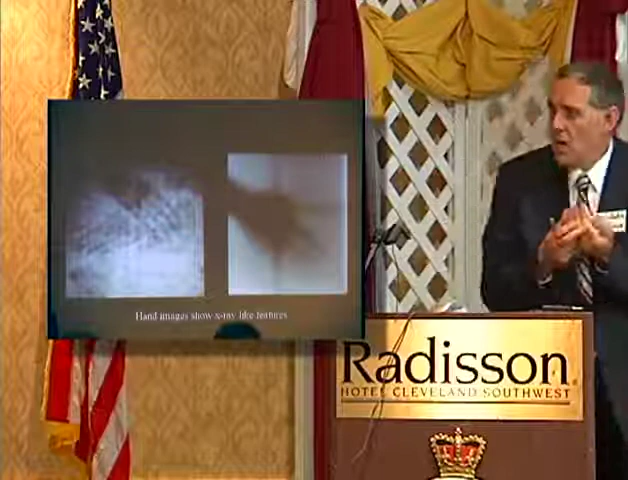 Hand images show x-ray like features
Radisson
HOTEL CLEVELAND SOUTHWEST